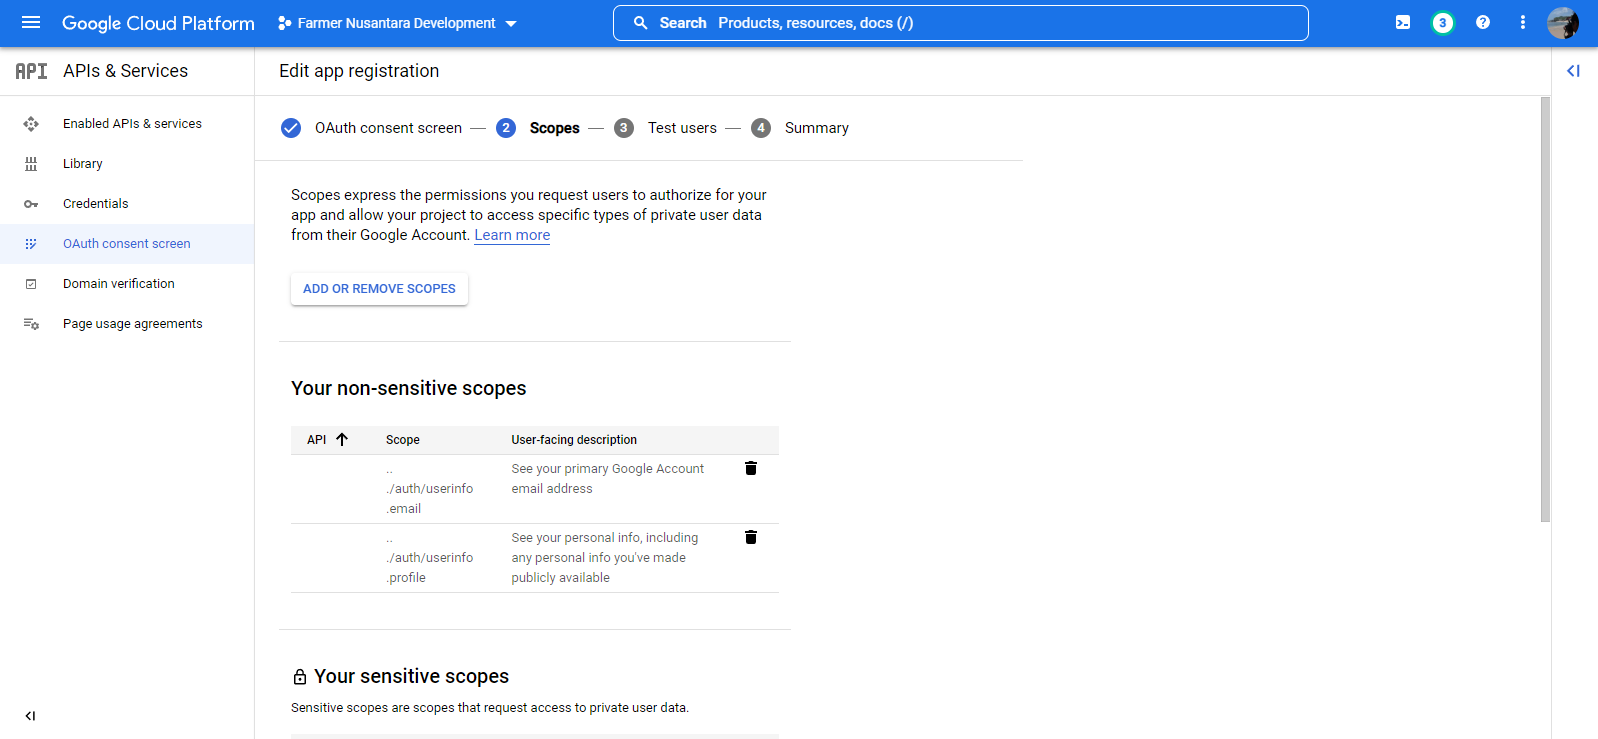 Google Cloud Platform
Farmer Nusantara Development
Search Products, resources, docs (/)
3
?
API APIs & Services
Edit app registration
Enabled APIs & services
Library
Credentials
OAuth consent screen
Domain verification
Page usage agreements
OAuth consent screen — 2 Scopes — 3 Test users — 4 Summary
Scopes express the permissions you request users to authorize for your
app and allow your project to access specific types of private user data
from their Google Account. Learn more
ADD OR REMOVE SCOPES
Your non-sensitive scopes
API Scope User-facing description
.. See your primary Google Account
./auth/userinfo email address
.email
.. See your personal info, including
./auth/userinfo any personal info you've made
.profile publicly available
Your sensitive scopes
Sensitive scopes are scopes that request access to private user data.